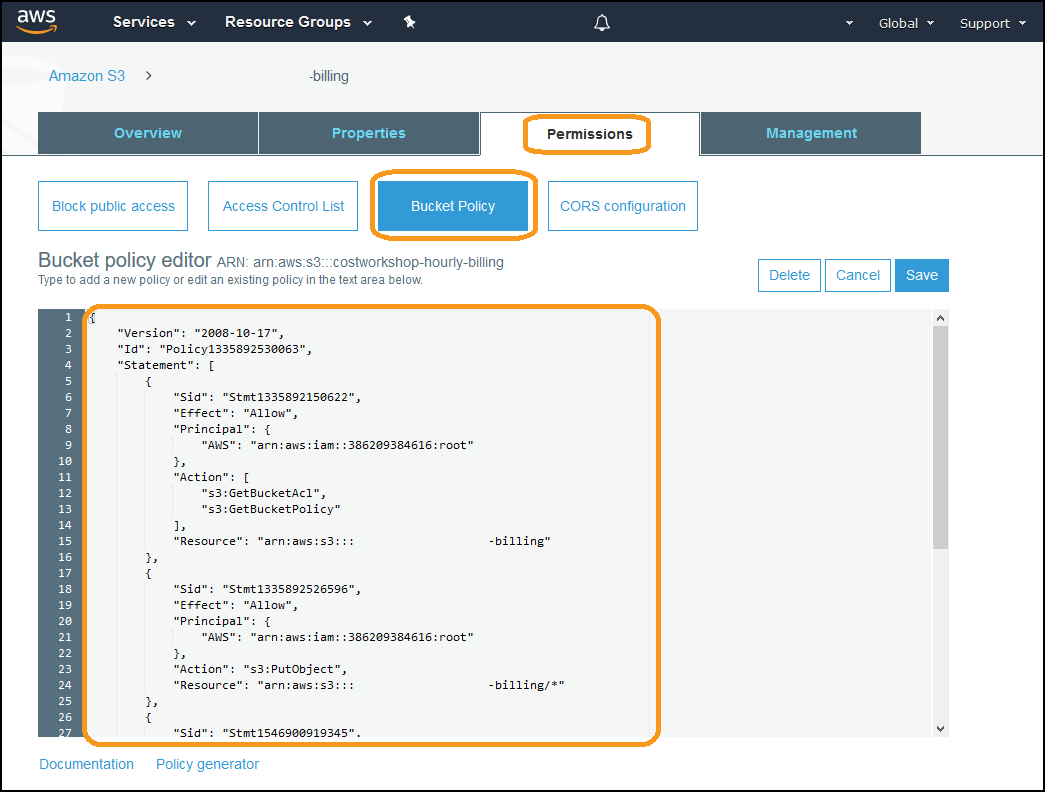 aws Services Resource Groups Global Support
Amazon S3 > -billing
Overview Properties Permissions Management
Block public access Access Control List Bucket Policy CORS configuration
Bucket policy editor ARN: arn:aws:s3:::costworkshop-hourly-billing
Type to add a new policy or edit an existing policy in the text area below.
Delete Cancel Save
1 {
2 "Version": "2008-10-17",
3 "Id": "Policy1335892530063",
4 "Statement": [
5 {
6 "Sid": "Stmt1335892150622",
7 "Effect": "Allow",
8 "Principal": {
9 "AWS": "arn:aws:iam::386209384616:root"
10 },
11 "Action": [
12 "s3:GetBucketAcl",
13 "s3:GetBucketPolicy"
14 ],
15 "Resource": "arn:aws:s3::: -billing"
16 },
17 {
18 "Sid": "Stmt1335892526596",
19 "Effect": "Allow",
20 "Principal": {
21 "AWS": "arn:aws:iam::386209384616:root"
22 },
23 "Action": "s3:PutObject",
24 "Resource": "arn:aws:s3::: -billing/*"
25 },
26 {
27 "Sid": "Stmt1546900919345",
Documentation Policy generator